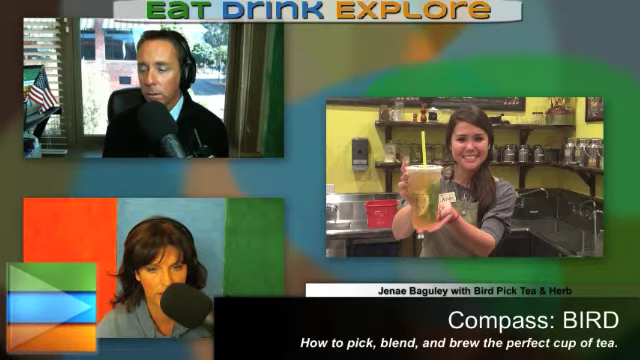 EAT DRINK EXPLORE
Jenae Baguley with Bird Pick Tea & Herb
Compass: BIRD
How to pick, blend, and brew the perfect cup of tea.